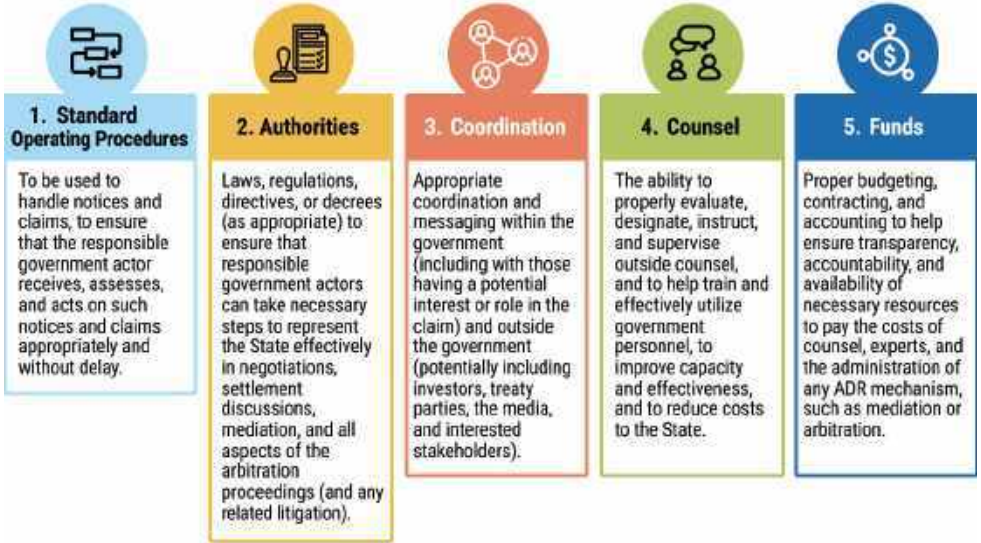 1. Standard
Operating Procedures
To be used to
handle notices and
claims, to ensure
that the responsible
government actor
receives, assesses,
and acts on such
notices and claims
appropriately and
without delay.
2. Authorities
Laws, regulations,
directives, or decrees
(as appropriate) to
ensure that
responsible
government actors
can take necessary
steps to represent
the State effectively
in negotiations,
settlement
discussions,
mediation, and all
aspects of the
arbitration
proceedings (and any
related litigation).
3. Coordination
Appropriate
coordination and
messaging within the
government
(including with those
having a potential
interest or role in the
claim) and outside
the government
(potentially including
investors, treaty
parties, the media,
and interested
stakeholders).
4. Counsel
The ability to
properly evaluate,
designate, instruct,
and supervise
outside counsel,
and to help train and
effectively utilize
government
personnel, to
improve capacity
and effectiveness,
and to reduce costs
to the State.
5. Funds
Proper budgeting,
contracting, and
accounting to help
ensure transparency,
accountability, and
availability of
necessary resources
to pay the costs of
counsel, experts, and
the administration of
any ADR mechanism,
such as mediation or
arbitration.